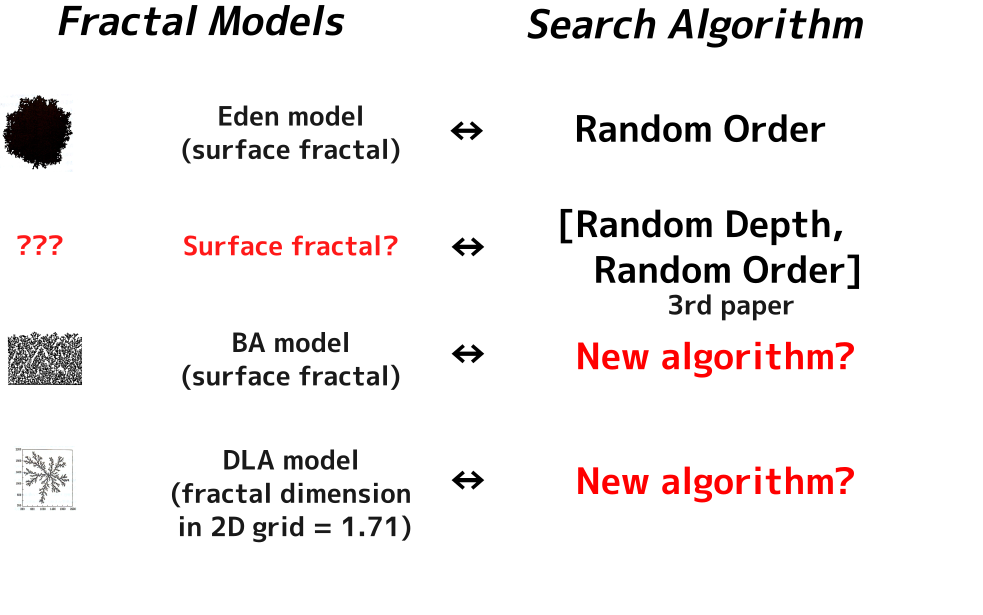 Fractal Models
Search Algorithm
Eden model
(surface fractal)
↔
Random Order
???
Surface fractal?
↔
[Random Depth,
Random Order]
3rd paper
BA model
(surface fractal)
↔
New algorithm?
DLA model
(fractal dimension
in 2D grid = 1.71)
↔
New algorithm?